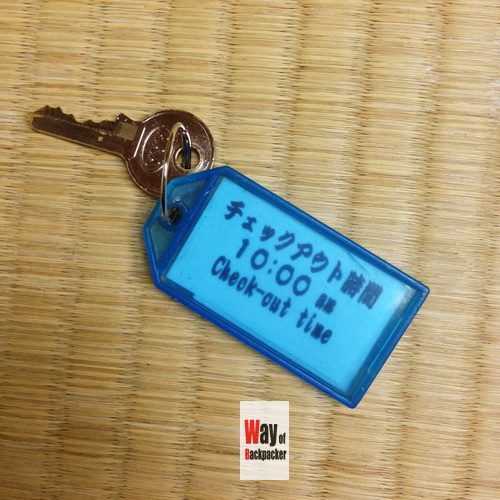 チェックアウト時間
10:00 am
Check-out time
Way of
Backpacker